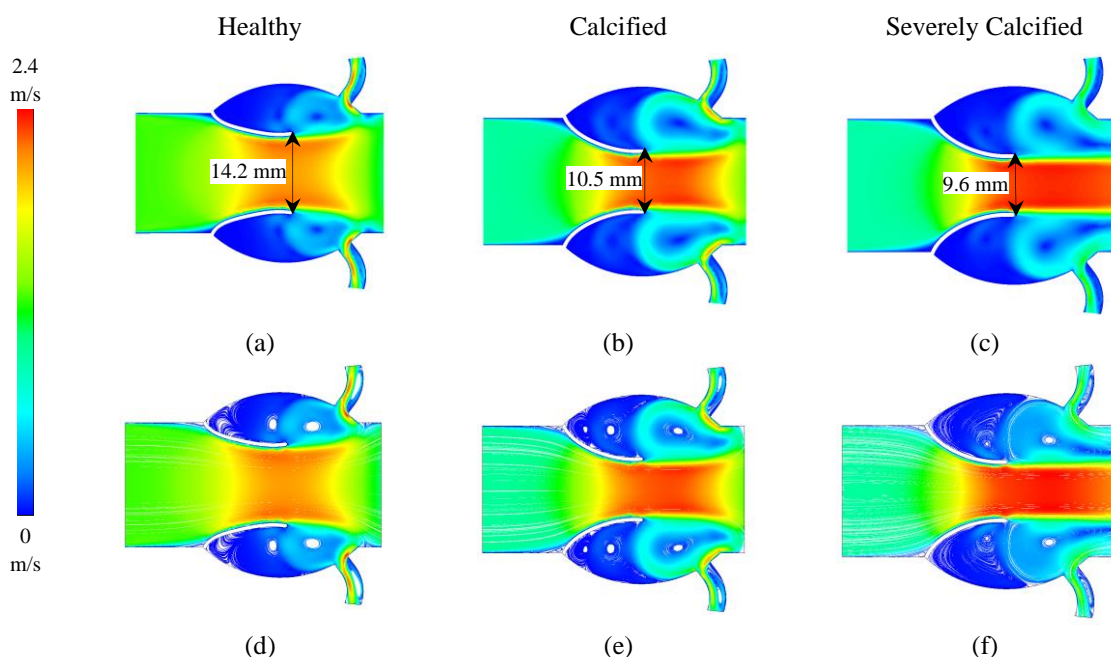 Healthy Calcified Severely Calcified
2.4
m/s
14.2 mm 10.5 mm 9.6 mm
(a) (b) (c)
0
m/s
(d) (e) (f)